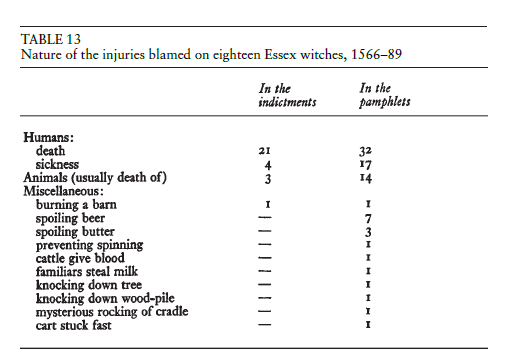 TABLE 13
Nature of the injuries blamed on eighteen Essex witches, 1566–89
In the indictments In the pamphlets
Humans:
death 21 32
sickness 4 17
Animals (usually death of) 3 14
Miscellaneous:
burning a barn 1 1
spoiling beer — 7
spoiling butter — 3
preventing spinning — 1
cattle give blood — 1
familiars steal milk — 1
knocking down tree — 1
knocking down wood-pile — 1
mysterious rocking of cradle — 1
cart stuck fast — 1